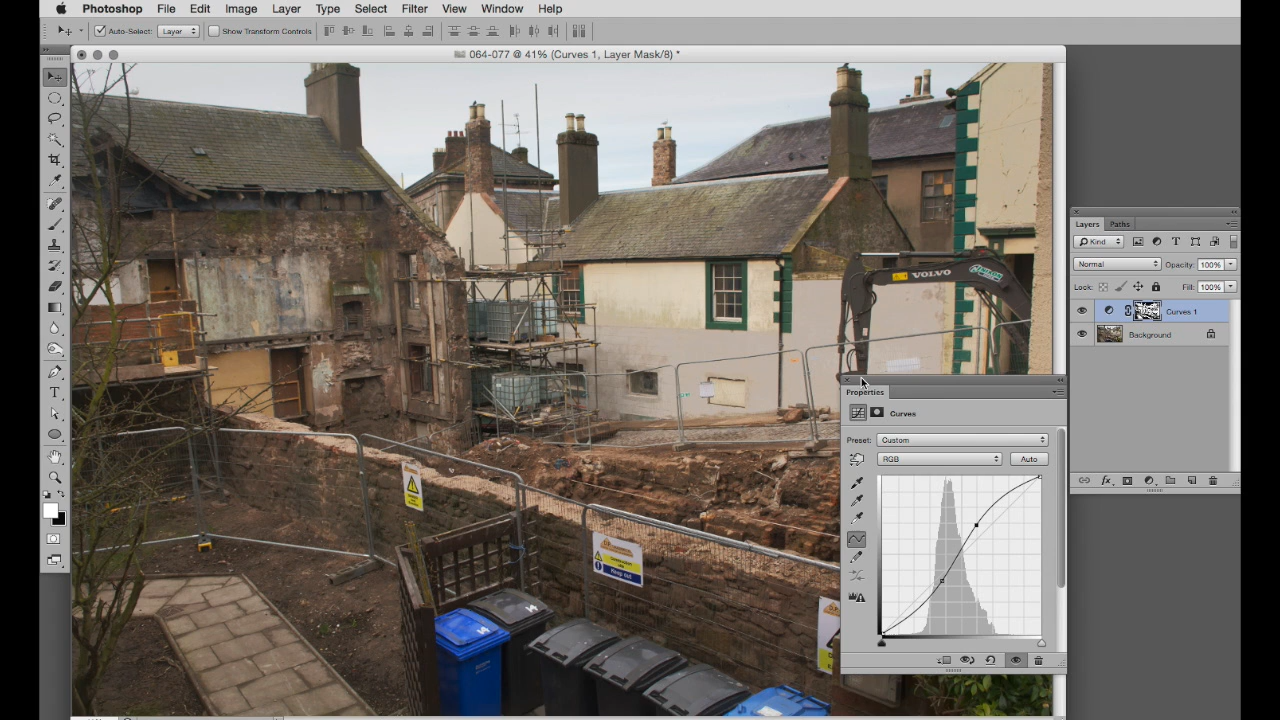 Photoshop File Edit Image Layer Type Select Filter View Window Help
Auto-Select: Layer Show Transform Controls
064-077 @ 41% (Curves 1, Layer Mask/8) *
VOLVO
Keep Out
Layers Paths
Kind
Normal Opacity: 100%
Lock: Fill: 100%
Curves 1
Background
Properties
Curves
Preset: Custom
RGB Auto